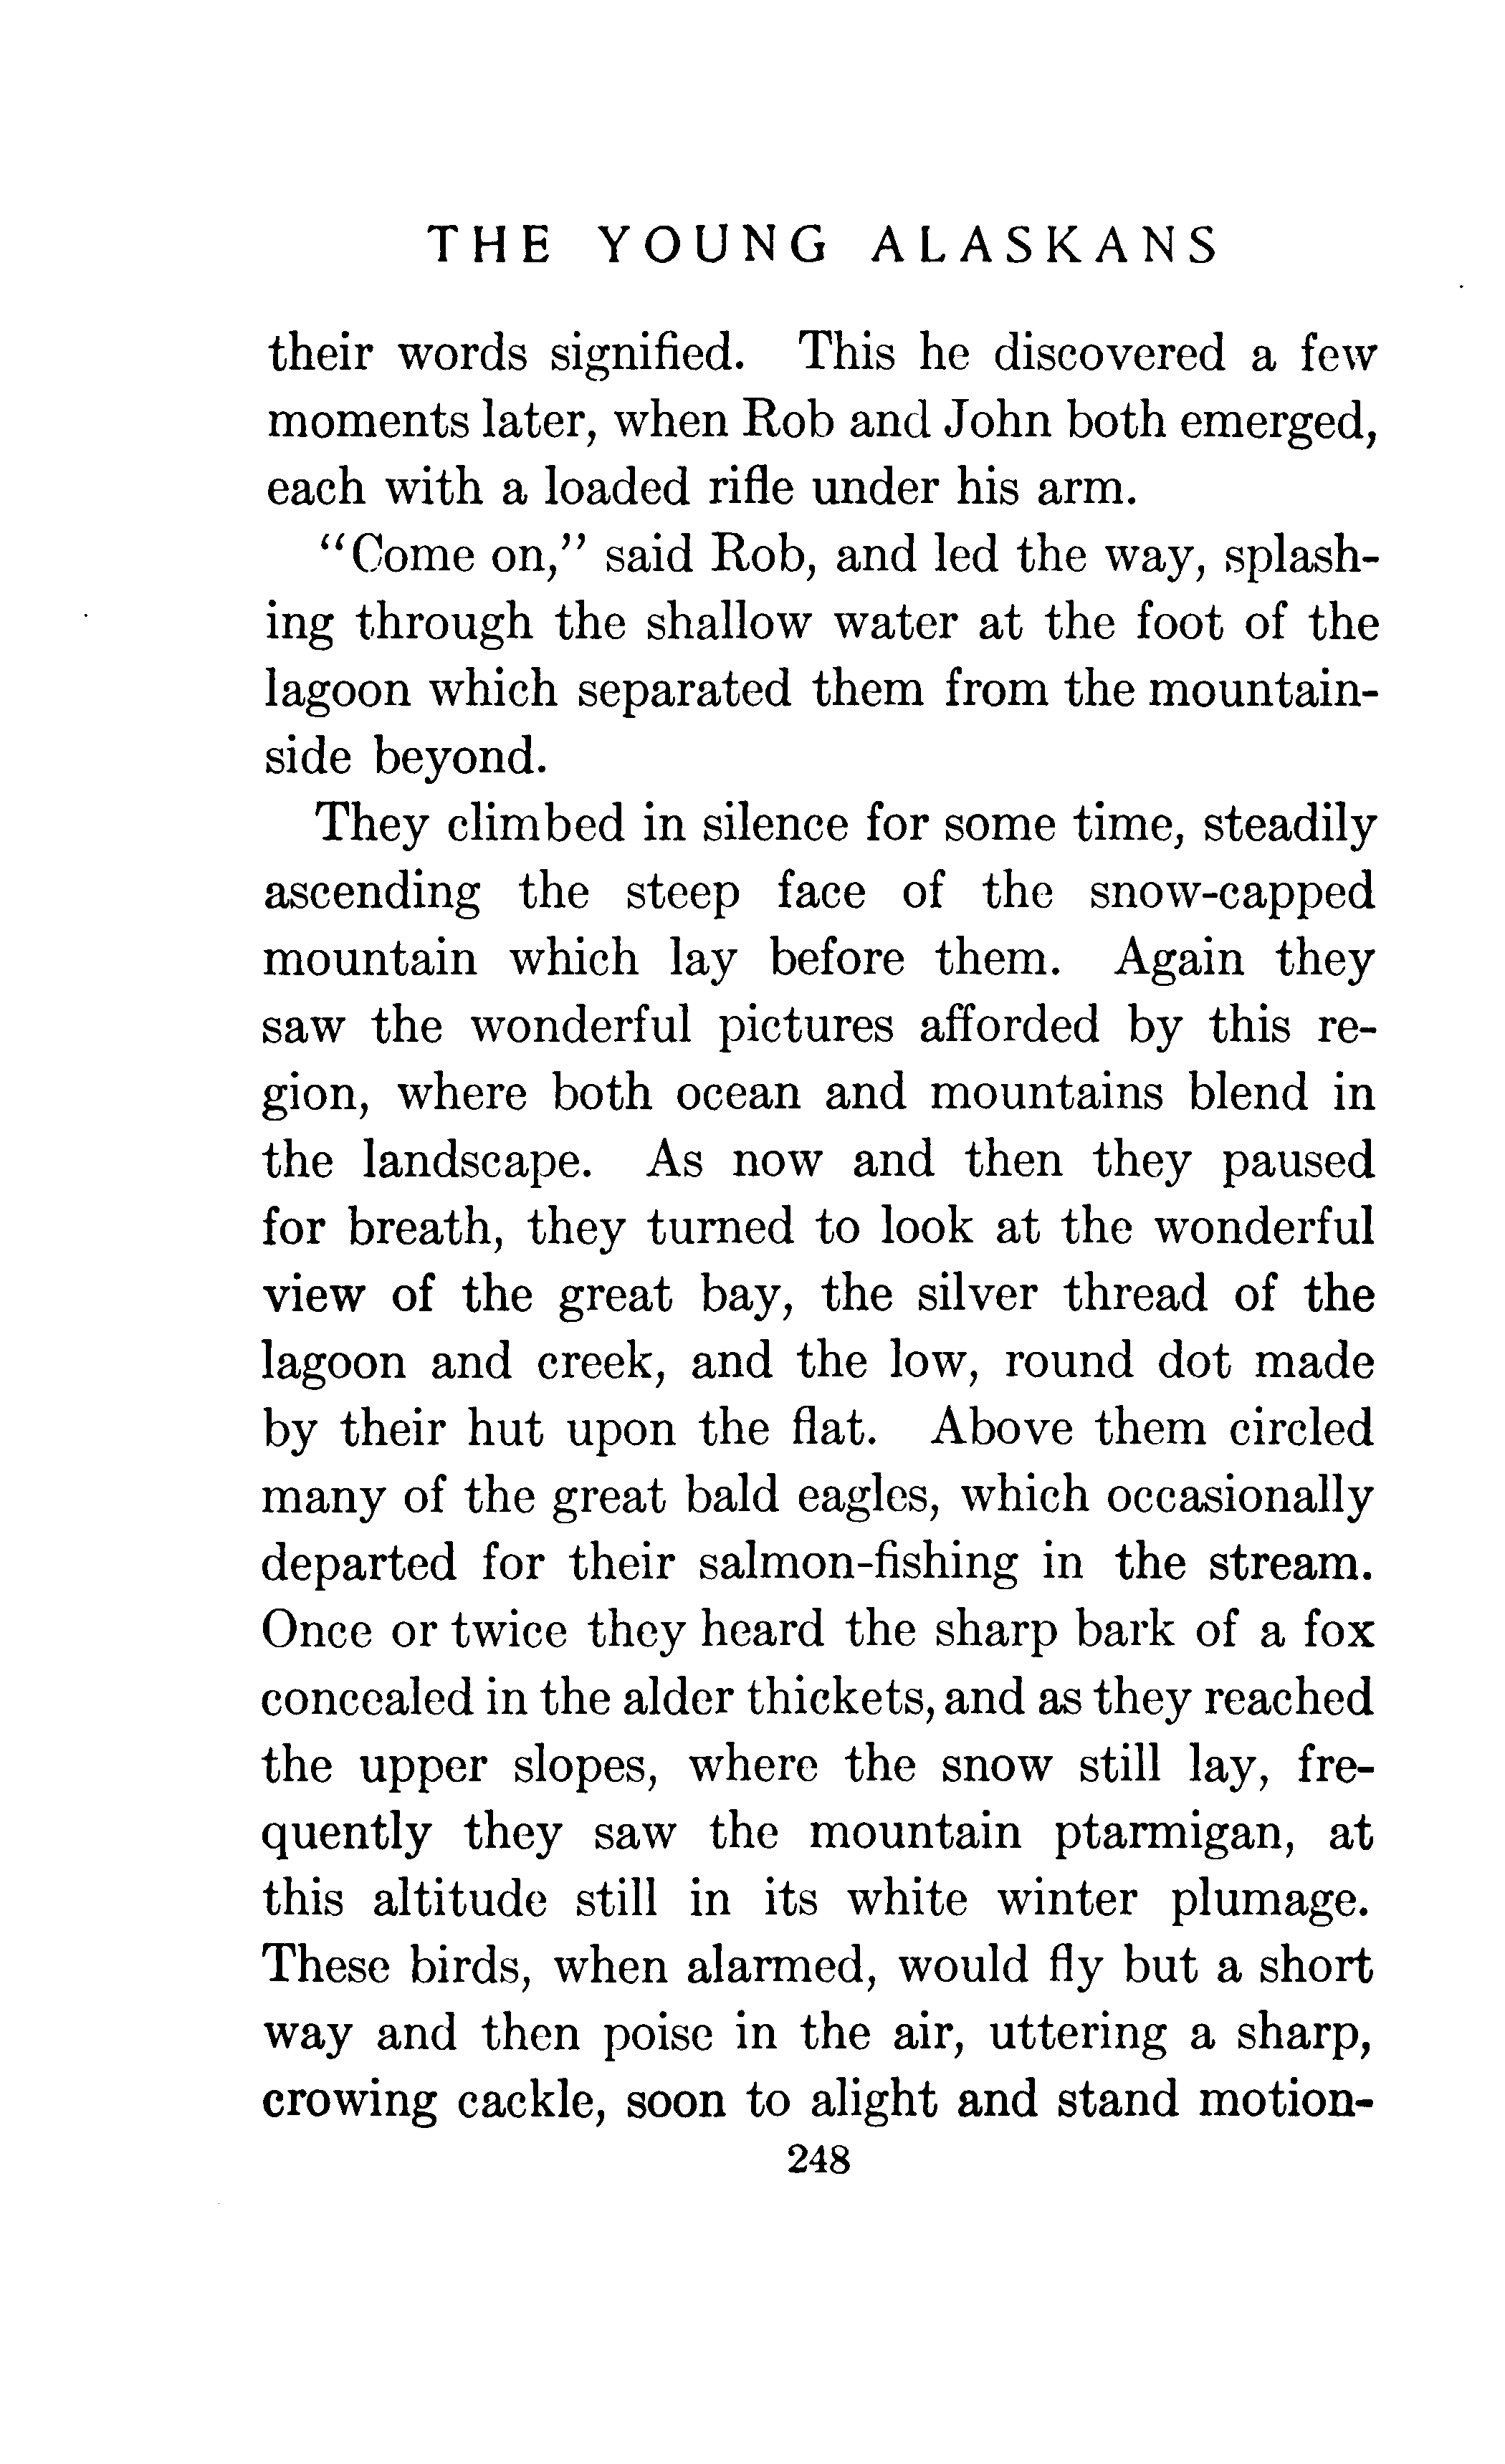 THE YOUNG ALASKANS
their words signified. This he discovered a few
moments later, when Rob and John both emerged,
each with a loaded rifle under his arm.
"Come on," said Rob, and led the way, splash-
ing through the shallow water at the foot of the
lagoon which separated them from the mountain-
side beyond.
They climbed in silence for some time, steadily
ascending the steep face of the snow-capped
mountain which lay before them. Again they
saw the wonderful pictures afforded by this re-
gion, where both ocean and mountains blend in
the landscape. As now and then they paused
for breath, they turned to look at the wonderful
view of the great bay, the silver thread of the
lagoon and creek, and the low, round dot made
by their hut upon the flat. Above them circled
many of the great bald eagles, which occasionally
departed for their salmon-fishing in the stream.
Once or twice they heard the sharp bark of a fox
concealed in the alder thickets, and as they reached
the upper slopes, where the snow still lay, fre-
quently they saw the mountain ptarmigan, at
this altitude still in its white winter plumage.
These birds, when alarmed, would fly but a short
way and then poise in the air, uttering a sharp,
crowing cackle, soon to alight and stand motion-
248